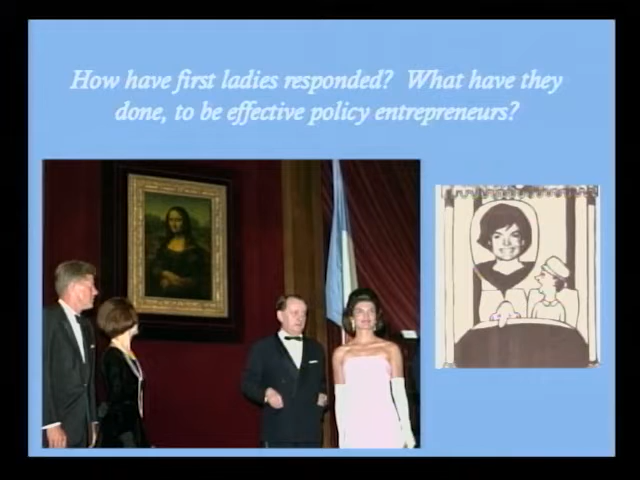 How have first ladies responded? What have they
done, to be effective policy entrepreneurs?